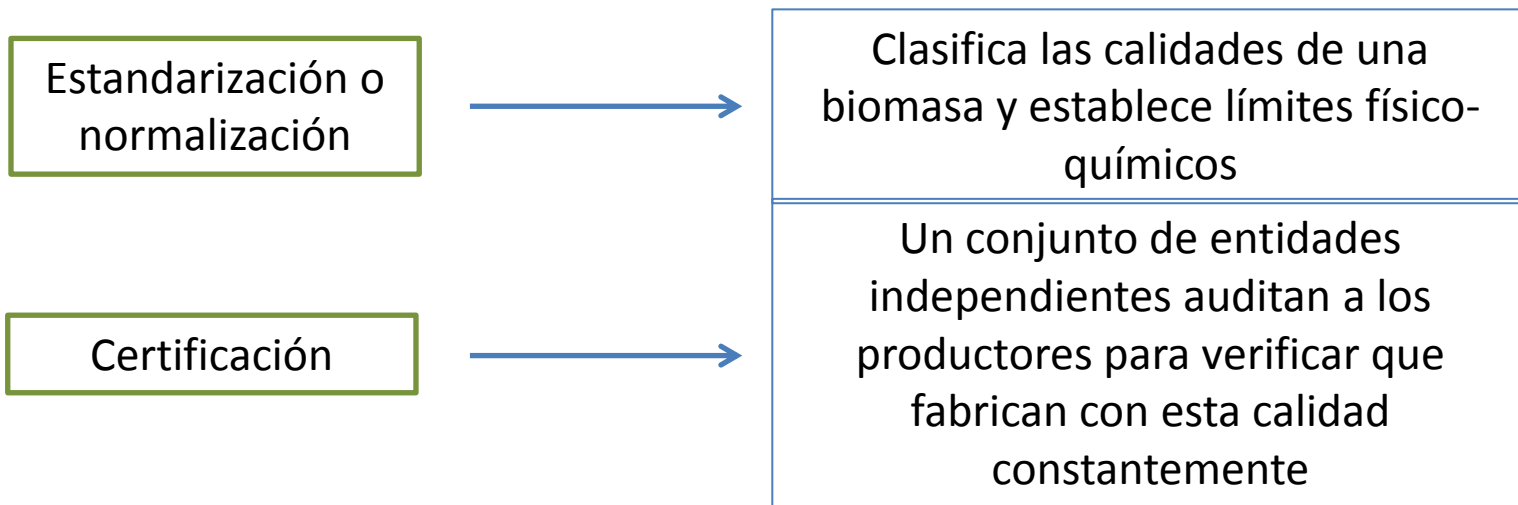 Estandarización o
normalización
Clasifica las calidades de una
biomasa y establece límites físico-
químicos
Certificación
Un conjunto de entidades
independientes auditan a los
productores para verificar que
fabrican con esta calidad
constantemente